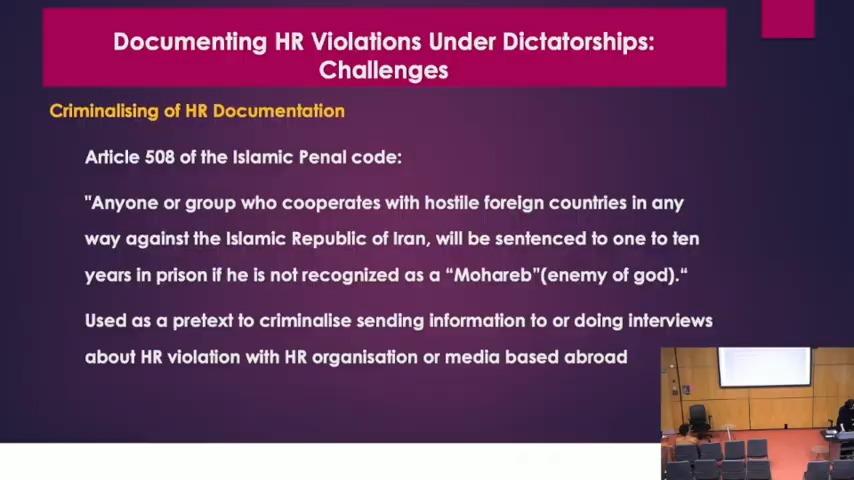 Documenting HR Violations Under Dictatorships:
Challenges
Criminalising of HR Documentation
Article 508 of the Islamic Penal code:
"Anyone or group who cooperates with hostile foreign countries in any
way against the Islamic Republic of Iran, will be sentenced to one to ten
years in prison if he is not recognized as a “Mohareb”(enemy of god).“
Used as a pretext to criminalise sending information to or doing interviews
about HR violation with HR organisation or media based abroad